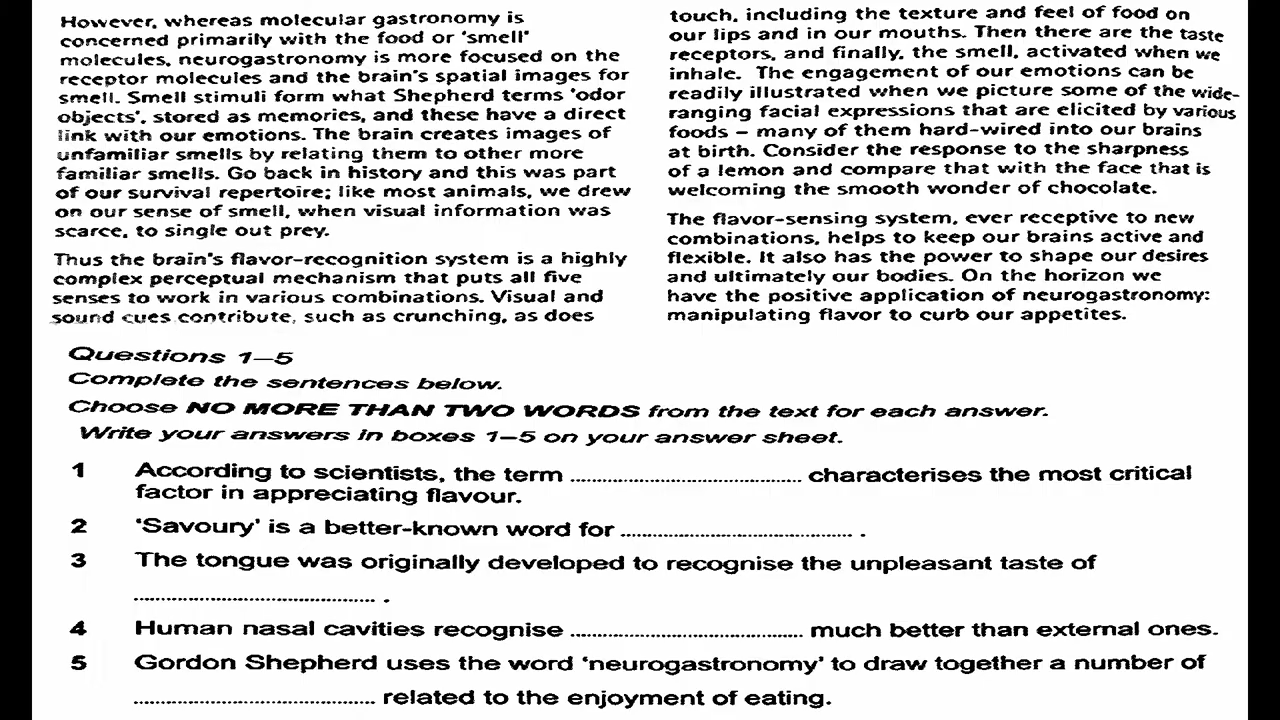 However, whereas molecular gastronomy is
concerned primarily with the food or 'smell'
molecules, neurogastronomy is more focused on the
receptor molecules and the brain's spatial images for
smell. Smell stimuli form what Shepherd terms 'odor
objects', stored as memories, and these have a direct
link with our emotions. The brain creates images of
unfamiliar smells by relating them to other more
familiar smells. Go back in history and this was part
of our survival repertoire; like most animals, we drew
on our sense of smell, when visual information was
scarce, to single out prey.
Thus the brain's flavor-recognition system is a highly
complex perceptual mechanism that puts all five
senses to work in various combinations. Visual and
sound cues contribute, such as crunching, as does
touch, including the texture and feel of food on
our lips and in our mouths. Then there are the taste
receptors, and finally, the smell, activated when we
inhale. The engagement of our emotions can be
readily illustrated when we picture some of the wide-
ranging facial expressions that are elicited by various
foods – many of them hard-wired into our brains
at birth. Consider the response to the sharpness
of a lemon and compare that with the face that is
welcoming the smooth wonder of chocolate.
The flavor-sensing system, ever receptive to new
combinations, helps to keep our brains active and
flexible. It also has the power to shape our desires
and ultimately our bodies. On the horizon we
have the positive application of neurogastronomy:
manipulating flavor to curb our appetites.
Questions 1–5
Complete the sentences below.
Choose NO MORE THAN TWO WORDS from the text for each answer.
Write your answers in boxes 1–5 on your answer sheet.
1 According to scientists, the term ........................................ characterises the most critical
factor in appreciating flavour.
2 'Savoury' is a better-known word for ........................................ .
3 The tongue was originally developed to recognise the unpleasant taste of
........................................ .
4 Human nasal cavities recognise ........................................ much better than external ones.
5 Gordon Shepherd uses the word 'neurogastronomy' to draw together a number of
........................................ related to the enjoyment of eating.